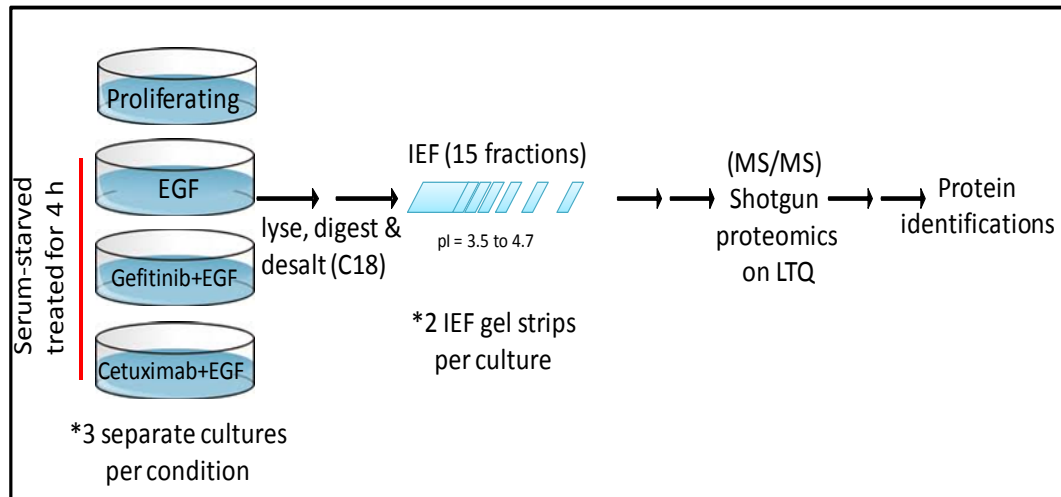 Proliferating
EGF
Gefitinib+EGF
Cetuximab+EGF
Serum-starved
treated for 4 h
*3 separate cultures
per condition
lyse, digest &
desalt (C18)
IEF (15 fractions)
pI = 3.5 to 4.7
*2 IEF gel strips
per culture
(MS/MS)
Shotgun
proteomics
on LTQ
Protein
identifications